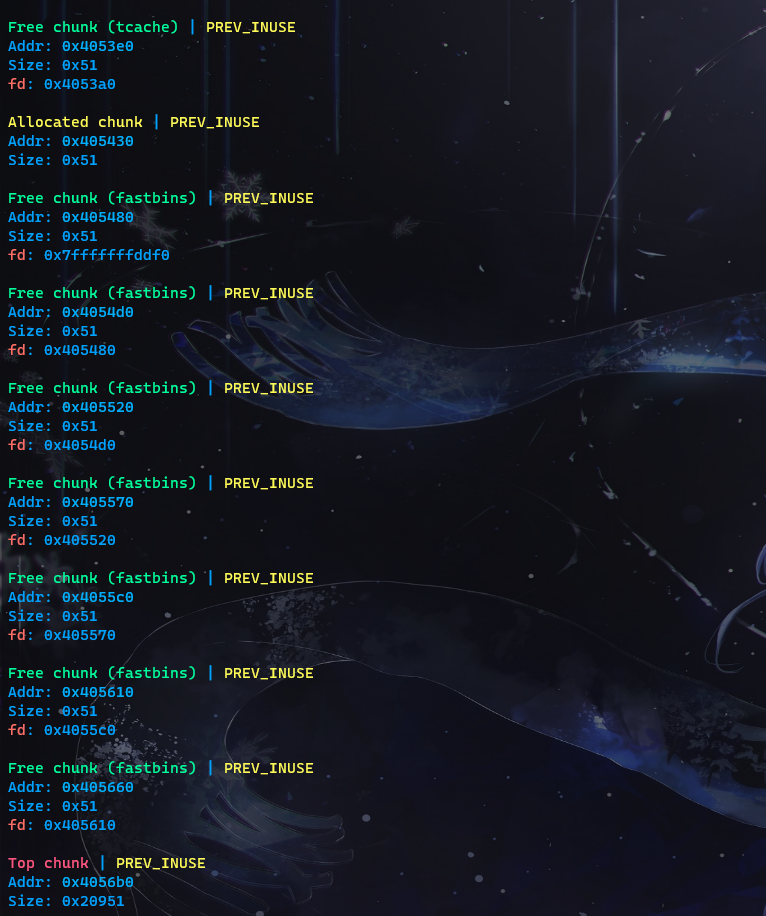 Free chunk (tcache) | PREV_INUSE
Addr: 0x4053e0
Size: 0x51
fd: 0x4053a0
Allocated chunk | PREV_INUSE
Addr: 0x405430
Size: 0x51
Free chunk (fastbins) | PREV_INUSE
Addr: 0x405480
Size: 0x51
fd: 0x7fffffffddf0
Free chunk (fastbins) | PREV_INUSE
Addr: 0x4054d0
Size: 0x51
fd: 0x405480
Free chunk (fastbins) | PREV_INUSE
Addr: 0x405520
Size: 0x51
fd: 0x4054d0
Free chunk (fastbins) | PREV_INUSE
Addr: 0x405570
Size: 0x51
fd: 0x405520
Free chunk (fastbins) | PREV_INUSE
Addr: 0x4055c0
Size: 0x51
fd: 0x405570
Free chunk (fastbins) | PREV_INUSE
Addr: 0x405610
Size: 0x51
fd: 0x4055c0
Free chunk (fastbins) | PREV_INUSE
Addr: 0x405660
Size: 0x51
fd: 0x405610
Top chunk | PREV_INUSE
Addr: 0x4056b0
Size: 0x20951